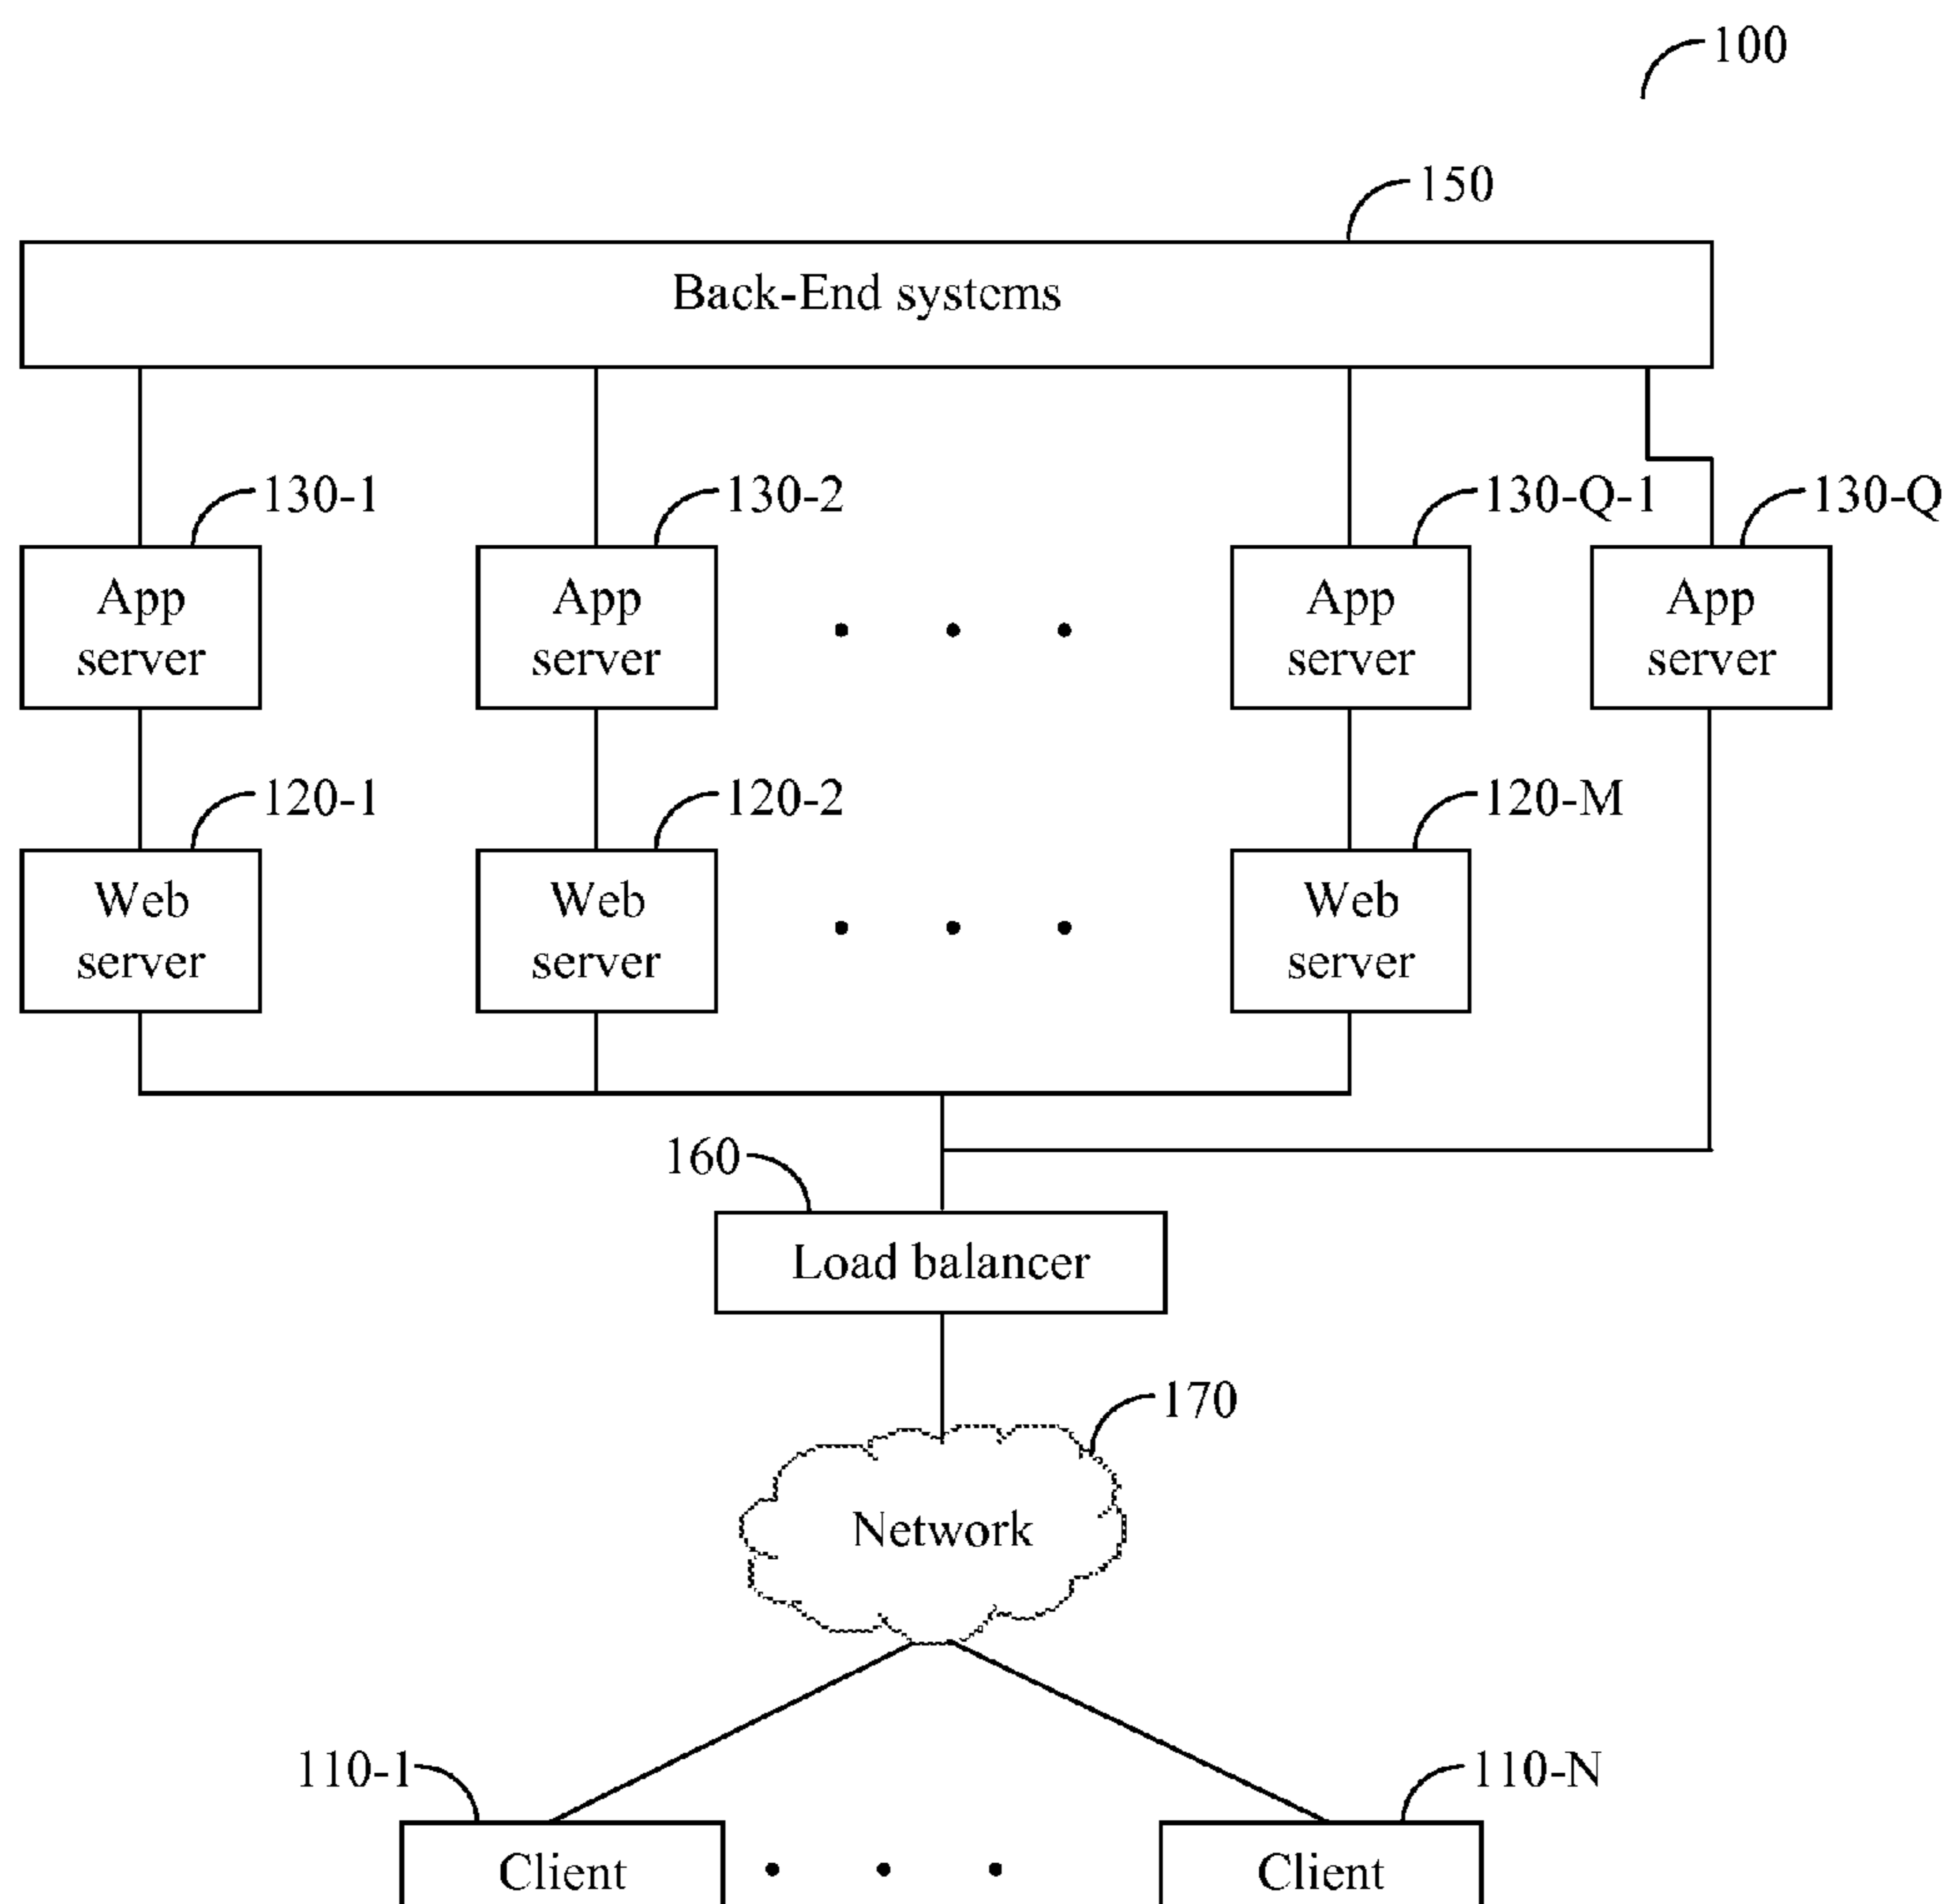 100
150
Back-End systems
130-1
130-2
130-Q-1
130-Q
App
server
App
server
App
server
App
server
120-1
120-2
120-M
Web
server
Web
server
Web
server
160
Load balancer
170
Network
110-1
110-N
Client
Client